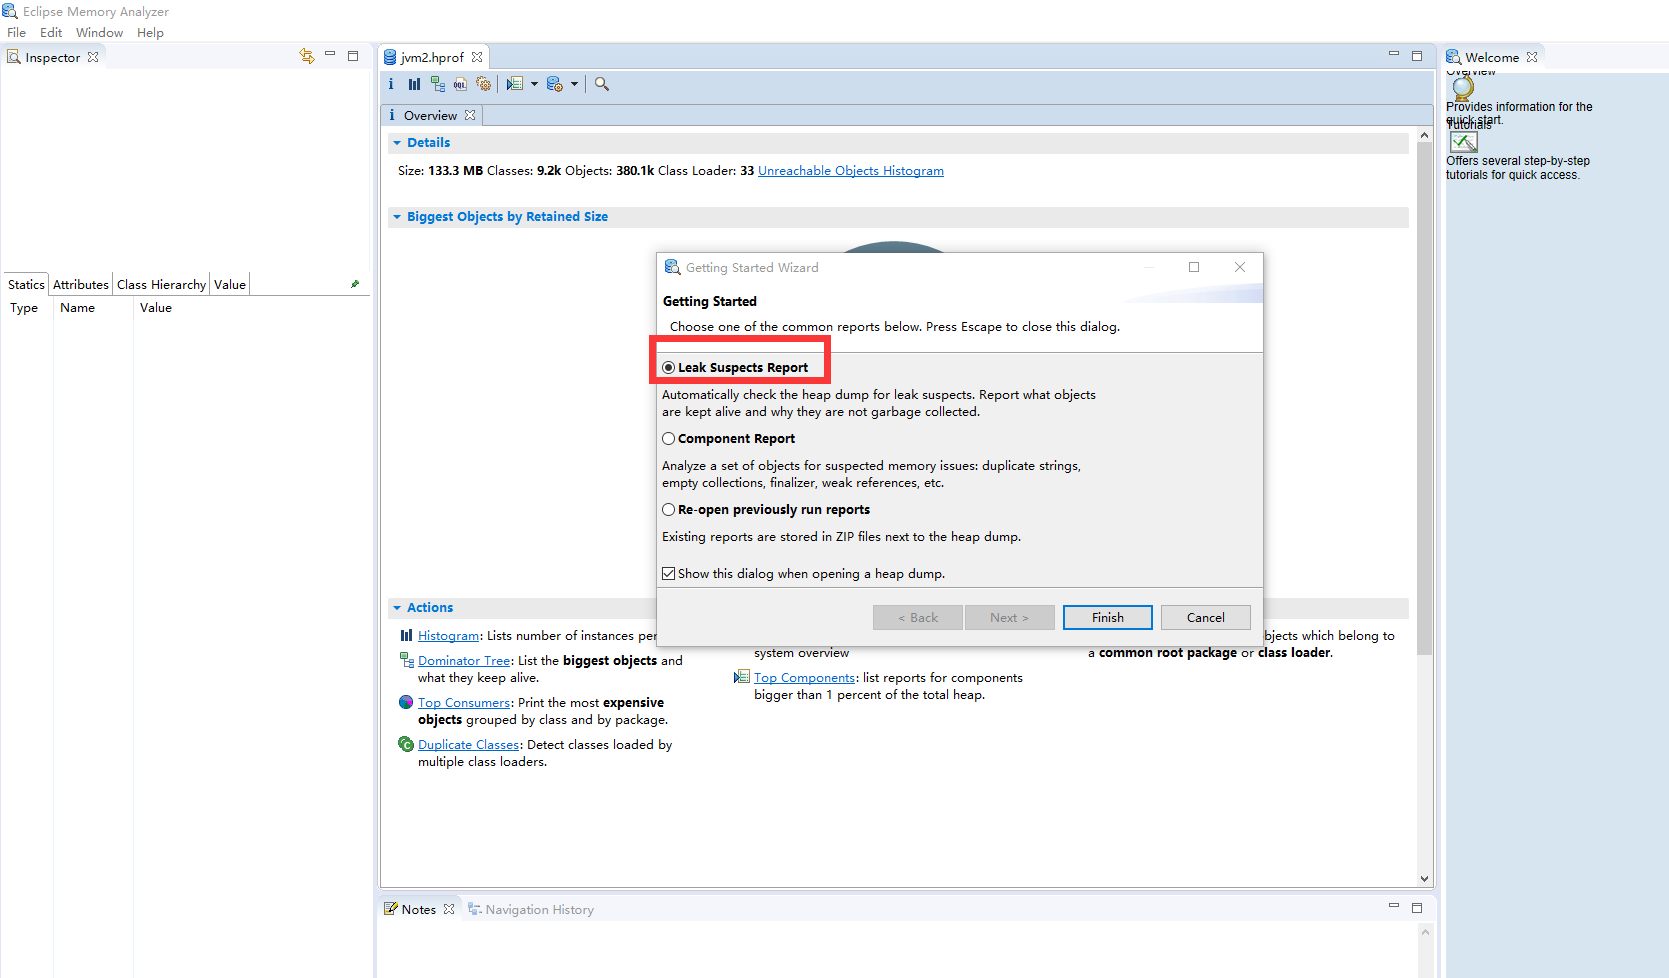 Eclipse Memory Analyzer
File Edit Window Help
Inspector
Statics Attributes Class Hierarchy Value
Type Name Value
jvm2.hprof
i OQL
i Overview
Details
Size: 133.3 MB Classes: 9.2k Objects: 380.1k Class Loader: 33 Unreachable Objects Histogram
Biggest Objects by Retained Size
Getting Started Wizard
Getting Started
Choose one of the common reports below. Press Escape to close this dialog.
Leak Suspects Report
Automatically check the heap dump for leak suspects. Report what objects
are kept alive and why they are not garbage collected.
Component Report
Analyze a set of objects for suspected memory issues: duplicate strings,
empty collections, finalizer, weak references, etc.
Re-open previously run reports
Existing reports are stored in ZIP files next to the heap dump.
Show this dialog when opening a heap dump.
< Back Next > Finish Cancel
Actions
Histogram: Lists number of instances per
Dominator Tree: List the biggest objects and
what they keep alive.
Top Consumers: Print the most expensive
objects grouped by class and by package.
Duplicate Classes: Detect classes loaded by
multiple class loaders.
system overview
Top Components: list reports for components
bigger than 1 percent of the total heap.
bjects which belong to
a common root package or class loader.
Notes Navigation History
Welcome
Overview
Provides information for the
quick start.
Tutorials
Offers several step-by-step
tutorials for quick access.